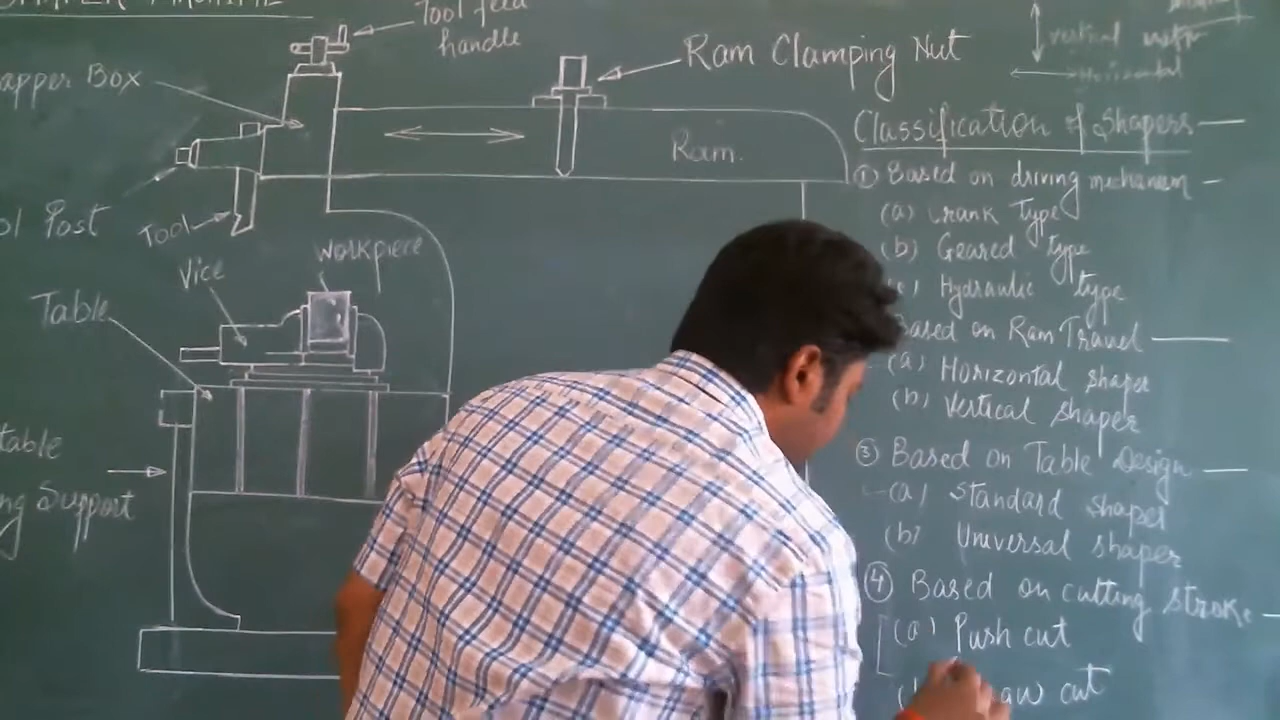 Tool feed
handle
apper Box
ol Post
Tool
Vice
workpiece
Table
table
ng Support
Ram Clamping Nut
Ram.
vertical
Horizontal
Classification of Shapers
① Based on driving mechanism
(a) Crank Type
(b) Geared type
Hydraulic type
Based on Ram Travel
(a) Horizontal shaper
(b) Vertical shaper
③ Based on Table Design
(a) Standard shaper
(b) Universal shaper
④ Based on cutting stroke
(a) Push cut
aw cut